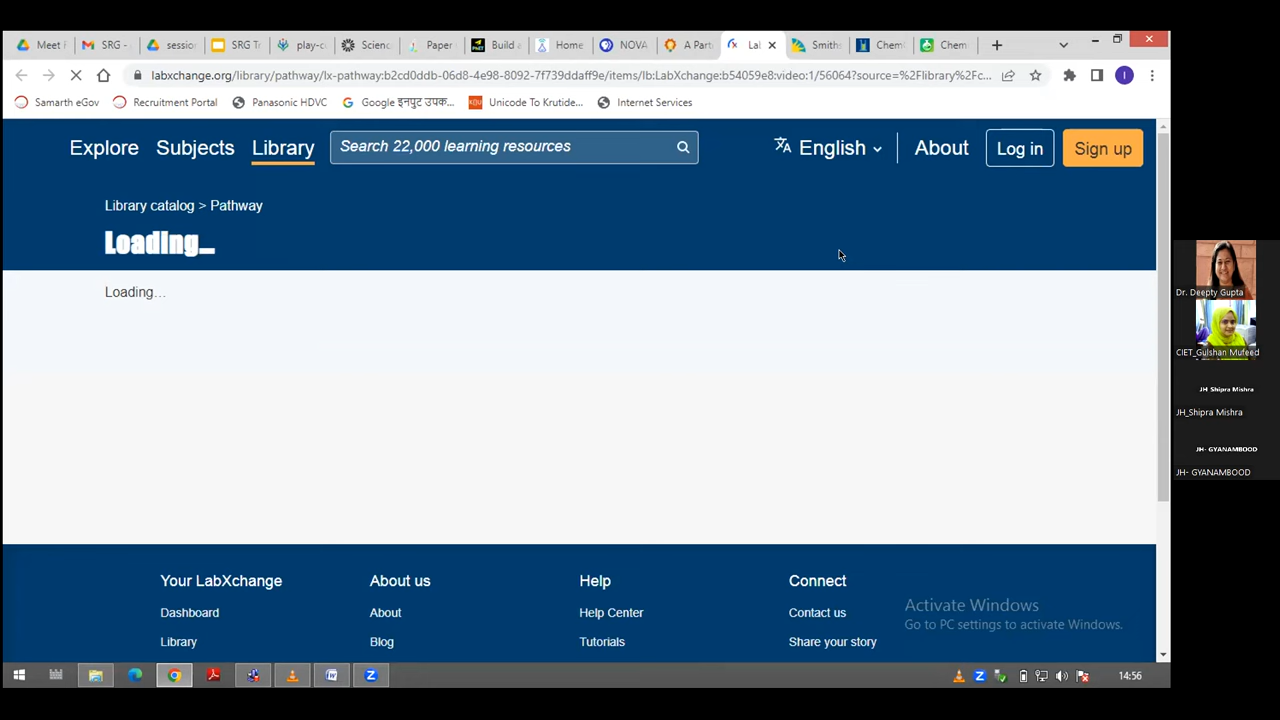 Meet
SRG -
session
SRG Tr
play-c
Scienc
Paper
Build a
Home
NOVA
A Part
Lab
Smiths
Chem
Chemi
labxchange.org/library/pathway/lx-pathway:b2cd0ddb-06d8-4e98-8092-7f739ddaff9e/items/lb:LabXchange:b54059e8:video:1/56064?source=%2Flibrary%2Fc...
I
Samarth eGov
Recruitment Portal
Panasonic HDVC
Google इनपुट उपक...
Unicode To Krutide...
Internet Services
Explore
Subjects
Library
Search 22,000 learning resources
English
About
Log in
Sign up
Library catalog > Pathway
Loading...
Loading...
Dr. Deepty Gupta
CIET_Gulshan Mufeed
JH Shipra Mishra
JH_Shipra Mishra
JH- GYANAMBOOD
JH- GYANAMBOOD
Your LabXchange
About us
Help
Connect
Dashboard
About
Help Center
Contact us
Library
Blog
Tutorials
Share your story
Activate Windows
Go to PC settings to activate Windows.
14:56